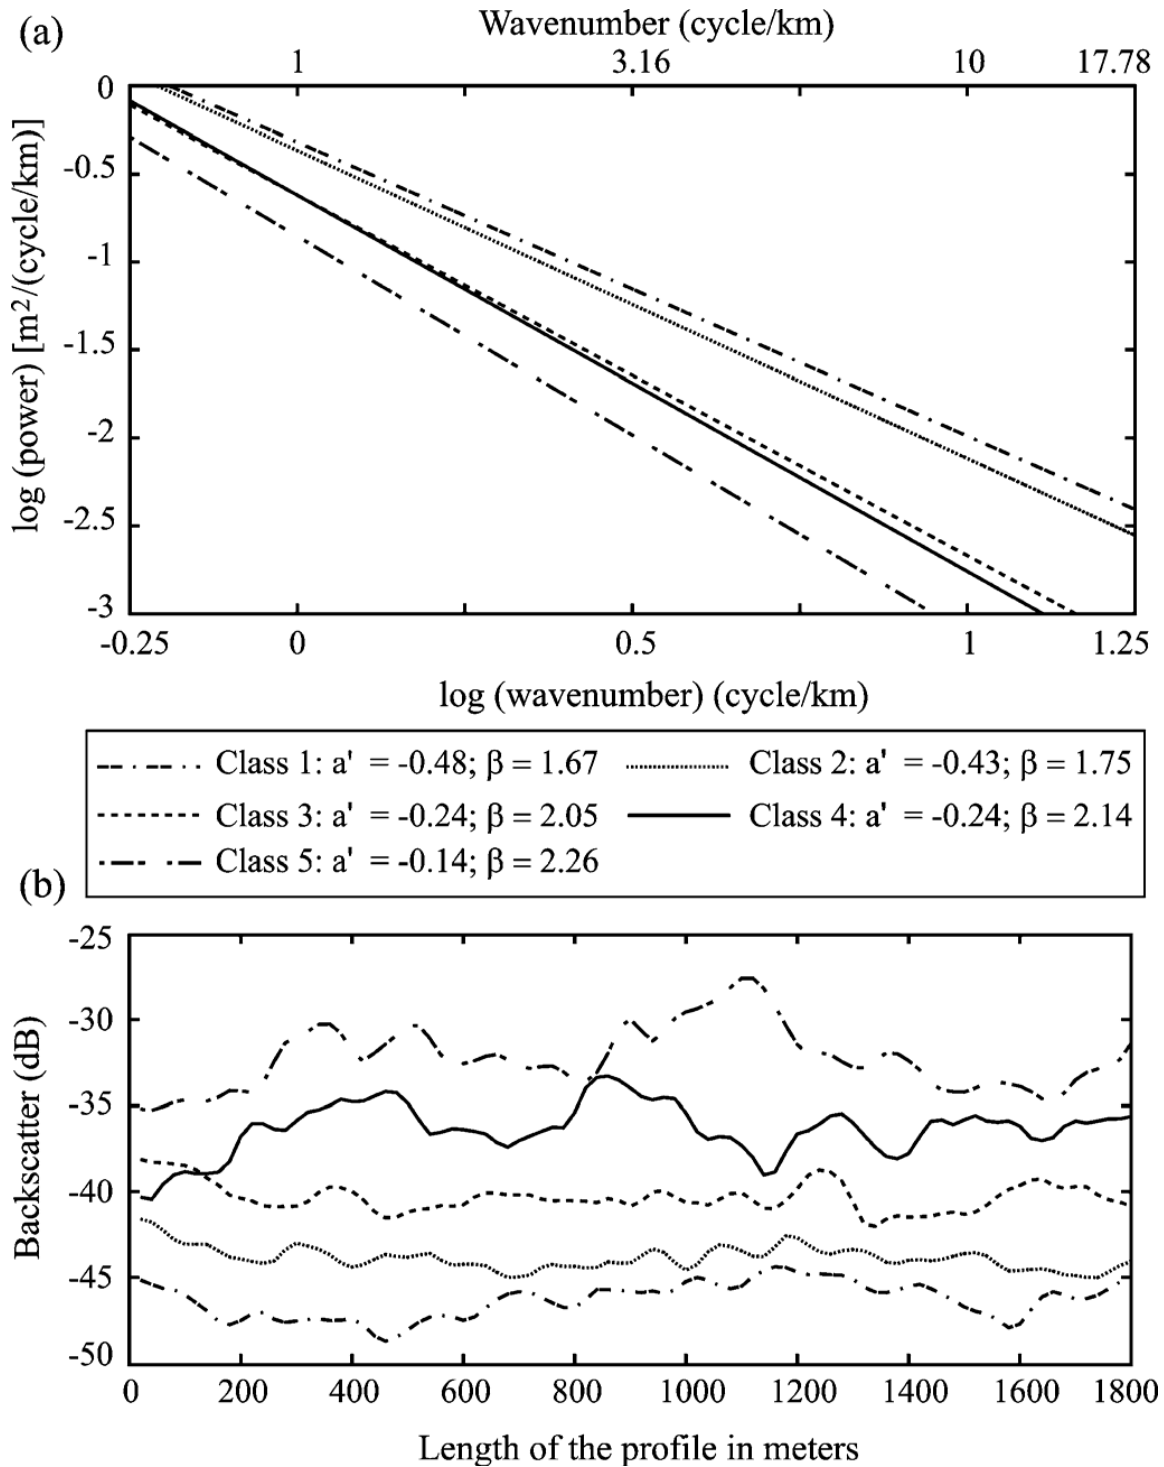 (a)
Wavenumber (cycle/km)
1 3.16 10 17.78
0
-0.5
-1
-1.5
-2
-2.5
-3
log (power) [m²/(cycle/km)]
-0.25 0 0.5 1 1.25
log (wavenumber) (cycle/km)
Class 1: a' = -0.48; β = 1.67 Class 2: a' = -0.43; β = 1.75
Class 3: a' = -0.24; β = 2.05 Class 4: a' = -0.24; β = 2.14
Class 5: a' = -0.14; β = 2.26
(b)
-25
-30
-35
-40
-45
-50
Backscatter (dB)
0 200 400 600 800 1000 1200 1400 1600 1800
Length of the profile in meters